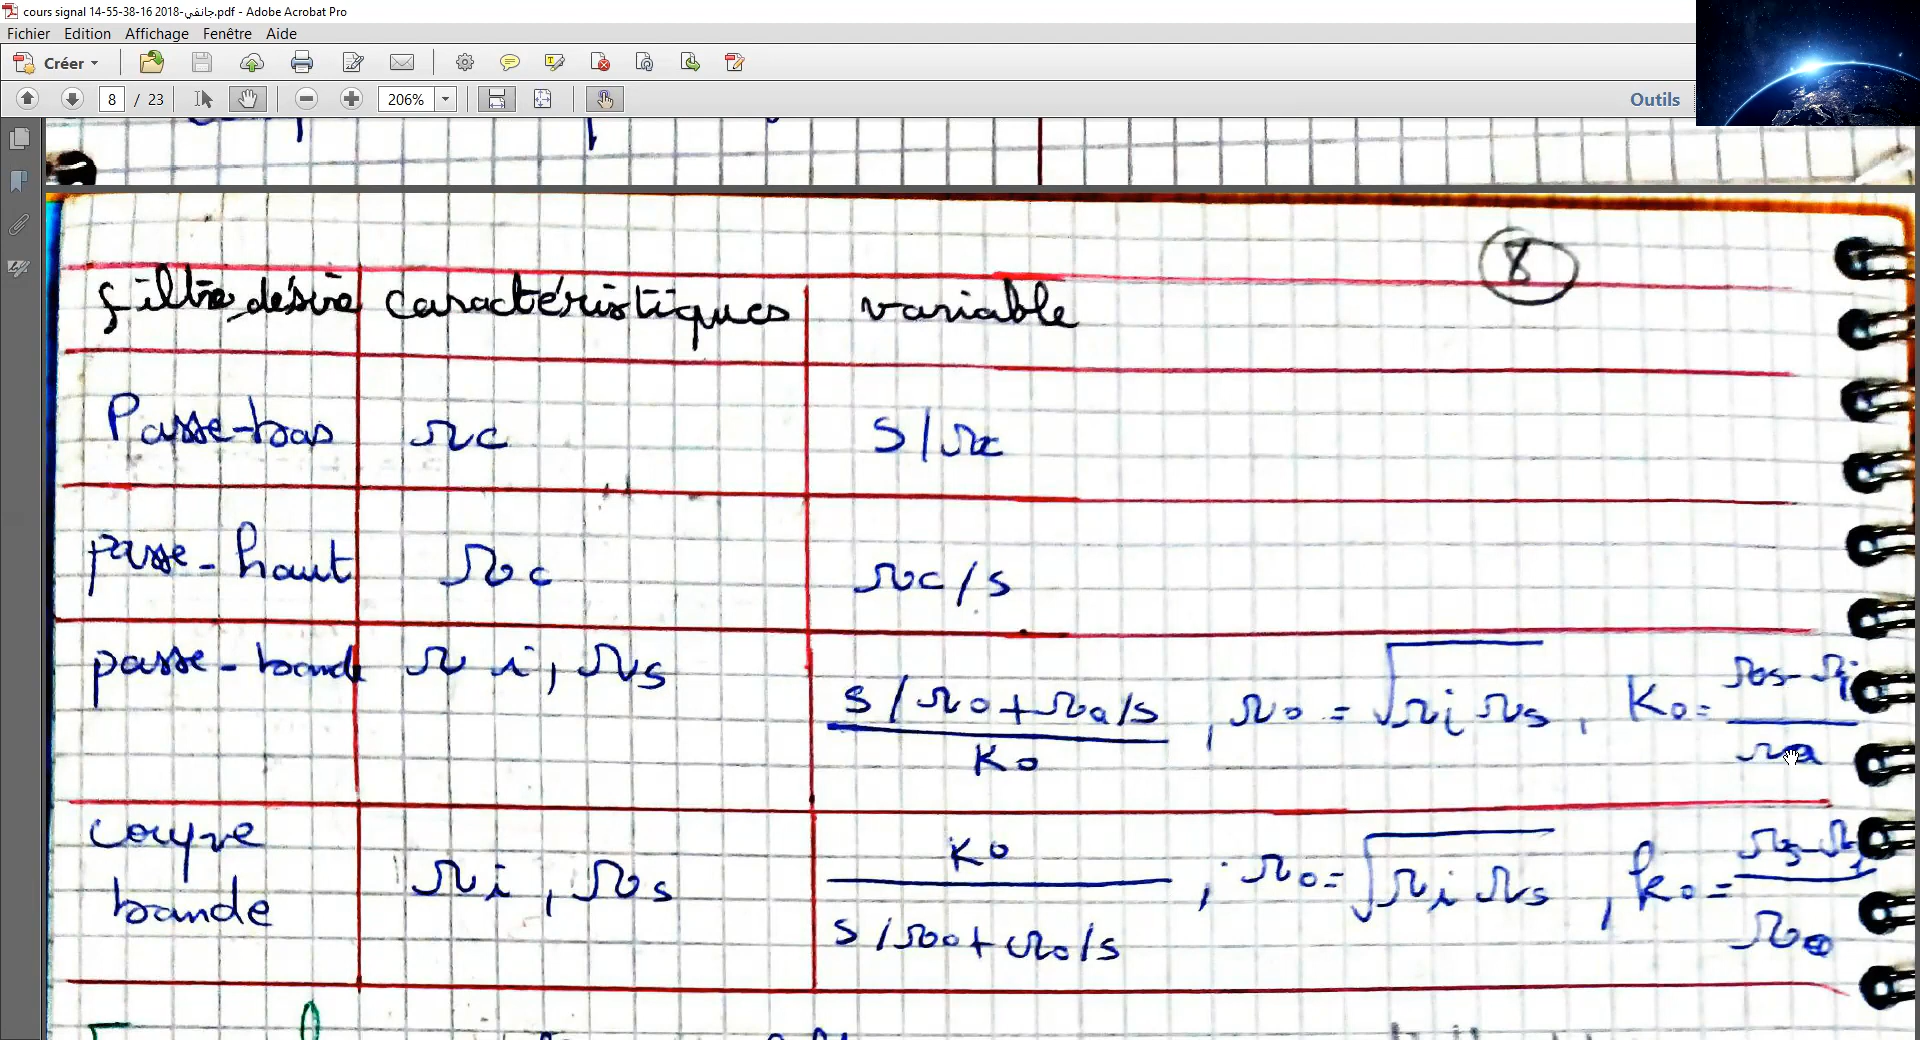 cours signal 14-55-38-16 2018-جانفي.pdf - Adobe Acrobat Pro
Fichier Edition Affichage Fenêtre Aide
Créer
8 / 23 206% Outils
8
filtre désiré caractéristiques variable
Passe-bas Ωc S/Ωc
passe-haut Ωc Ωc/s
passe-bande Ωi, Ωs (s/Ω0+Ω0/s)/K0, Ω0 = √ΩiΩs, K0 = (Ωs-Ωi)/Ω0
coupe bande Ωi, Ωs K0/(s/Ω0+Ω0/s), Ω0 = √ΩiΩs, k0 = (Ωs-Ωi)/Ω0